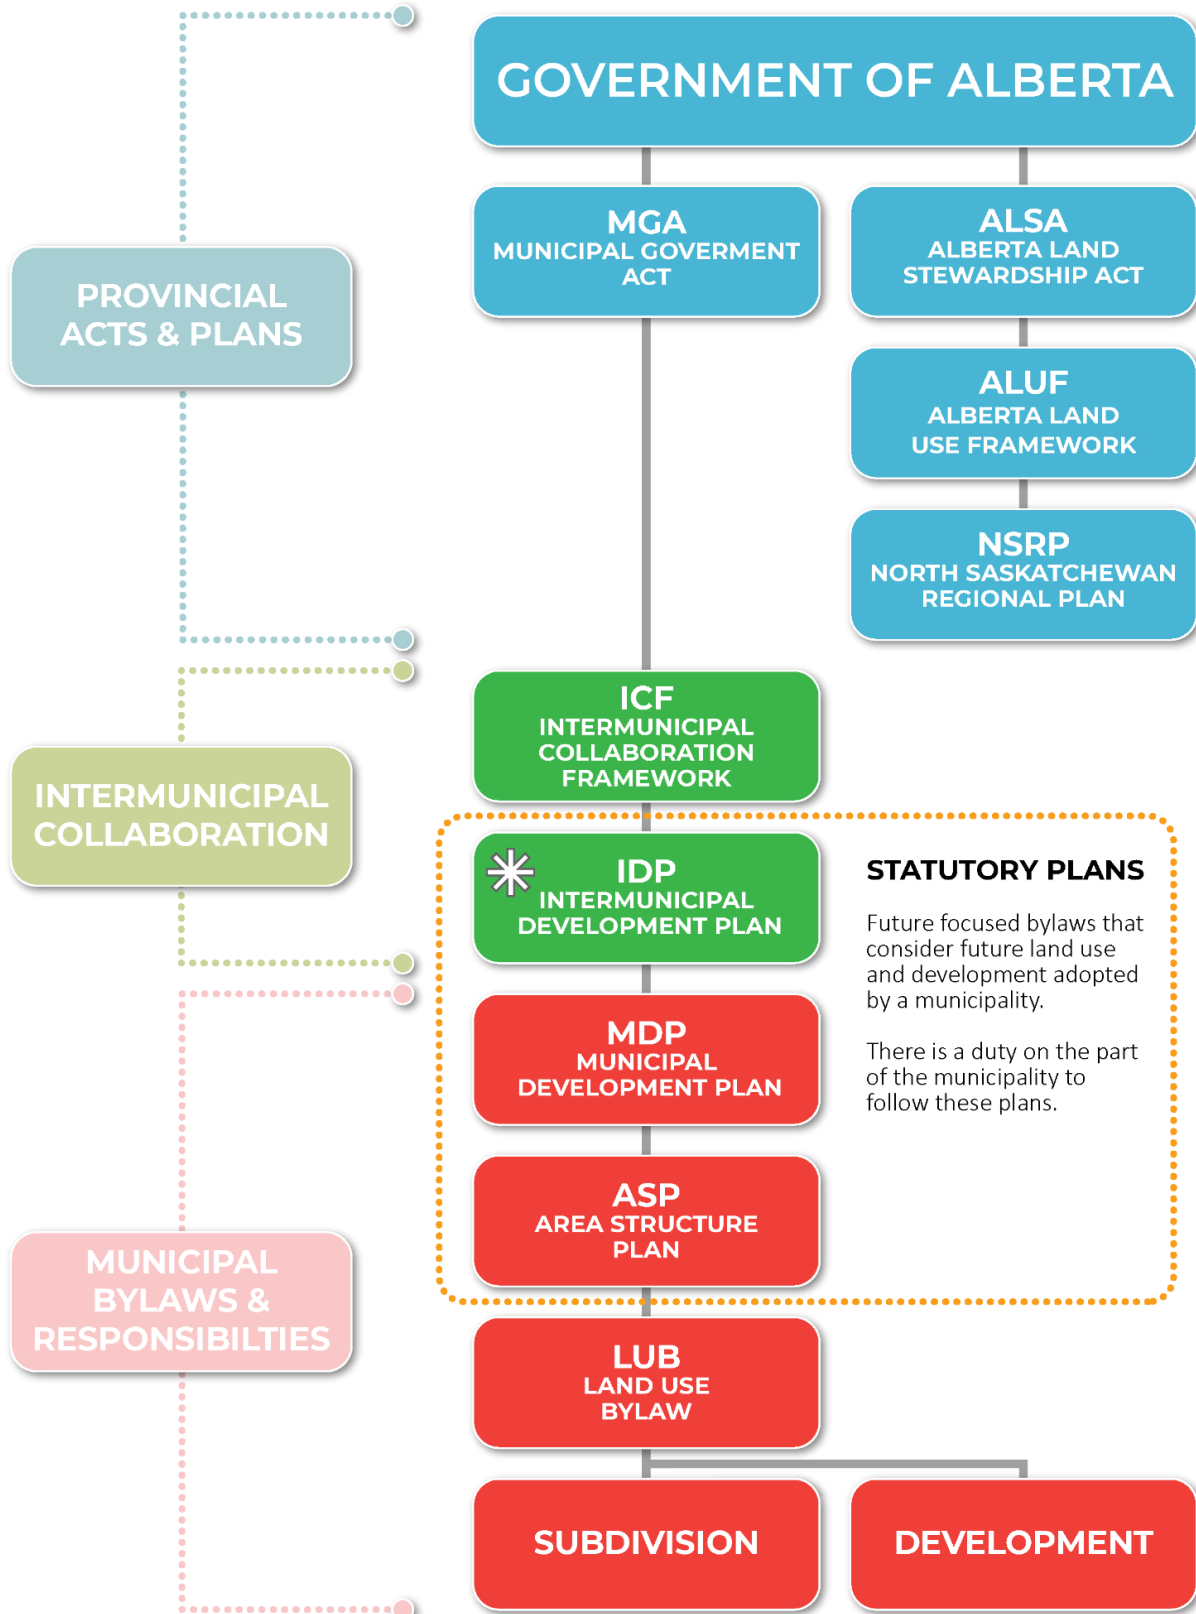 GOVERNMENT OF ALBERTA
MGA
MUNICIPAL GOVERMENT
ACT
ALSA
ALBERTA LAND
STEWARDSHIP ACT
PROVINCIAL
ACTS & PLANS
ALUF
ALBERTA LAND
USE FRAMEWORK
NSRP
NORTH SASKATCHEWAN
REGIONAL PLAN
ICF
INTERMUNICIPAL
COLLABORATION
FRAMEWORK
INTERMUNICIPAL
COLLABORATION
IDP
INTERMUNICIPAL
DEVELOPMENT PLAN
STATUTORY PLANS
Future focused bylaws that
consider future land use
and development adopted
by a municipality.
There is a duty on the part
of the municipality to
follow these plans.
MDP
MUNICIPAL
DEVELOPMENT PLAN
ASP
AREA STRUCTURE
PLAN
MUNICIPAL
BYLAWS &
RESPONSIBILTIES
LUB
LAND USE
BYLAW
SUBDIVISION
DEVELOPMENT